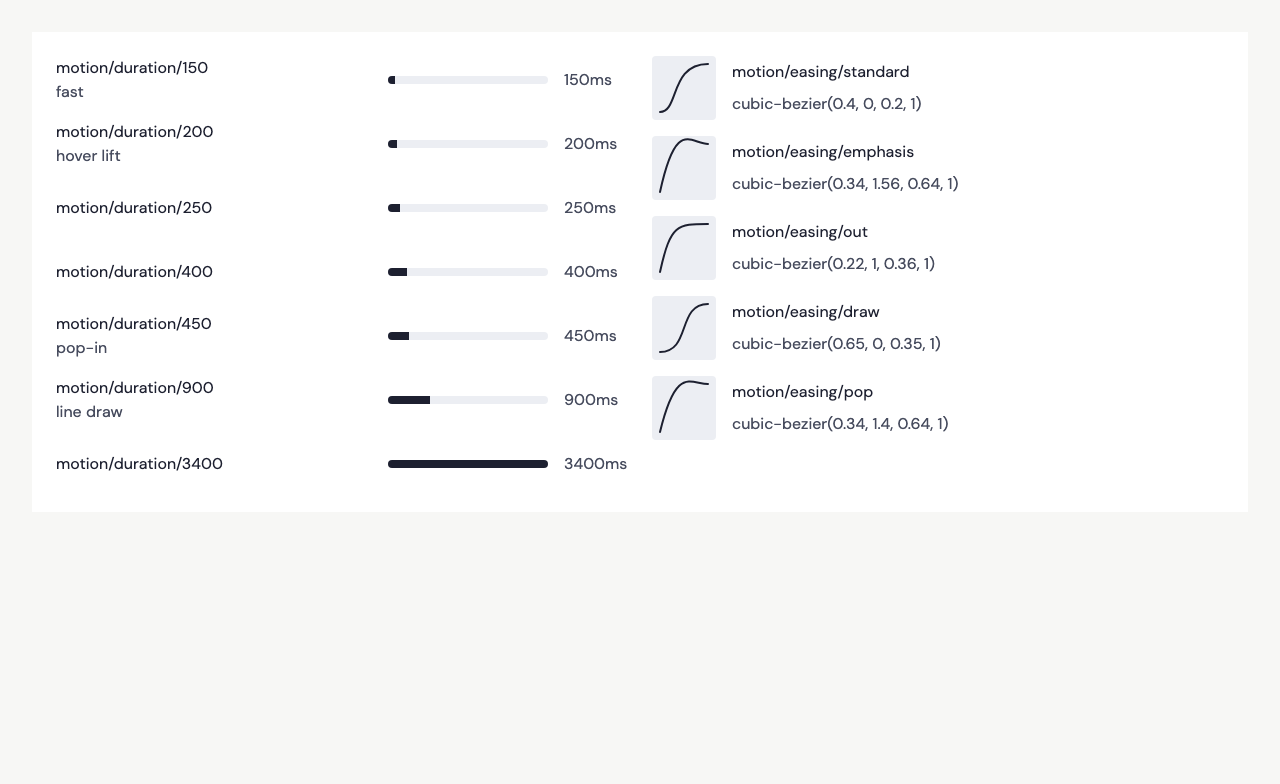 motion/duration/150
fast
150ms
motion/duration/200
hover lift
200ms
motion/duration/250
250ms
motion/duration/400
400ms
motion/duration/450
pop-in
450ms
motion/duration/900
line draw
900ms
motion/duration/3400
3400ms
motion/easing/standard
cubic-bezier(0.4, 0, 0.2, 1)
motion/easing/emphasis
cubic-bezier(0.34, 1.56, 0.64, 1)
motion/easing/out
cubic-bezier(0.22, 1, 0.36, 1)
motion/easing/draw
cubic-bezier(0.65, 0, 0.35, 1)
motion/easing/pop
cubic-bezier(0.34, 1.4, 0.64, 1)